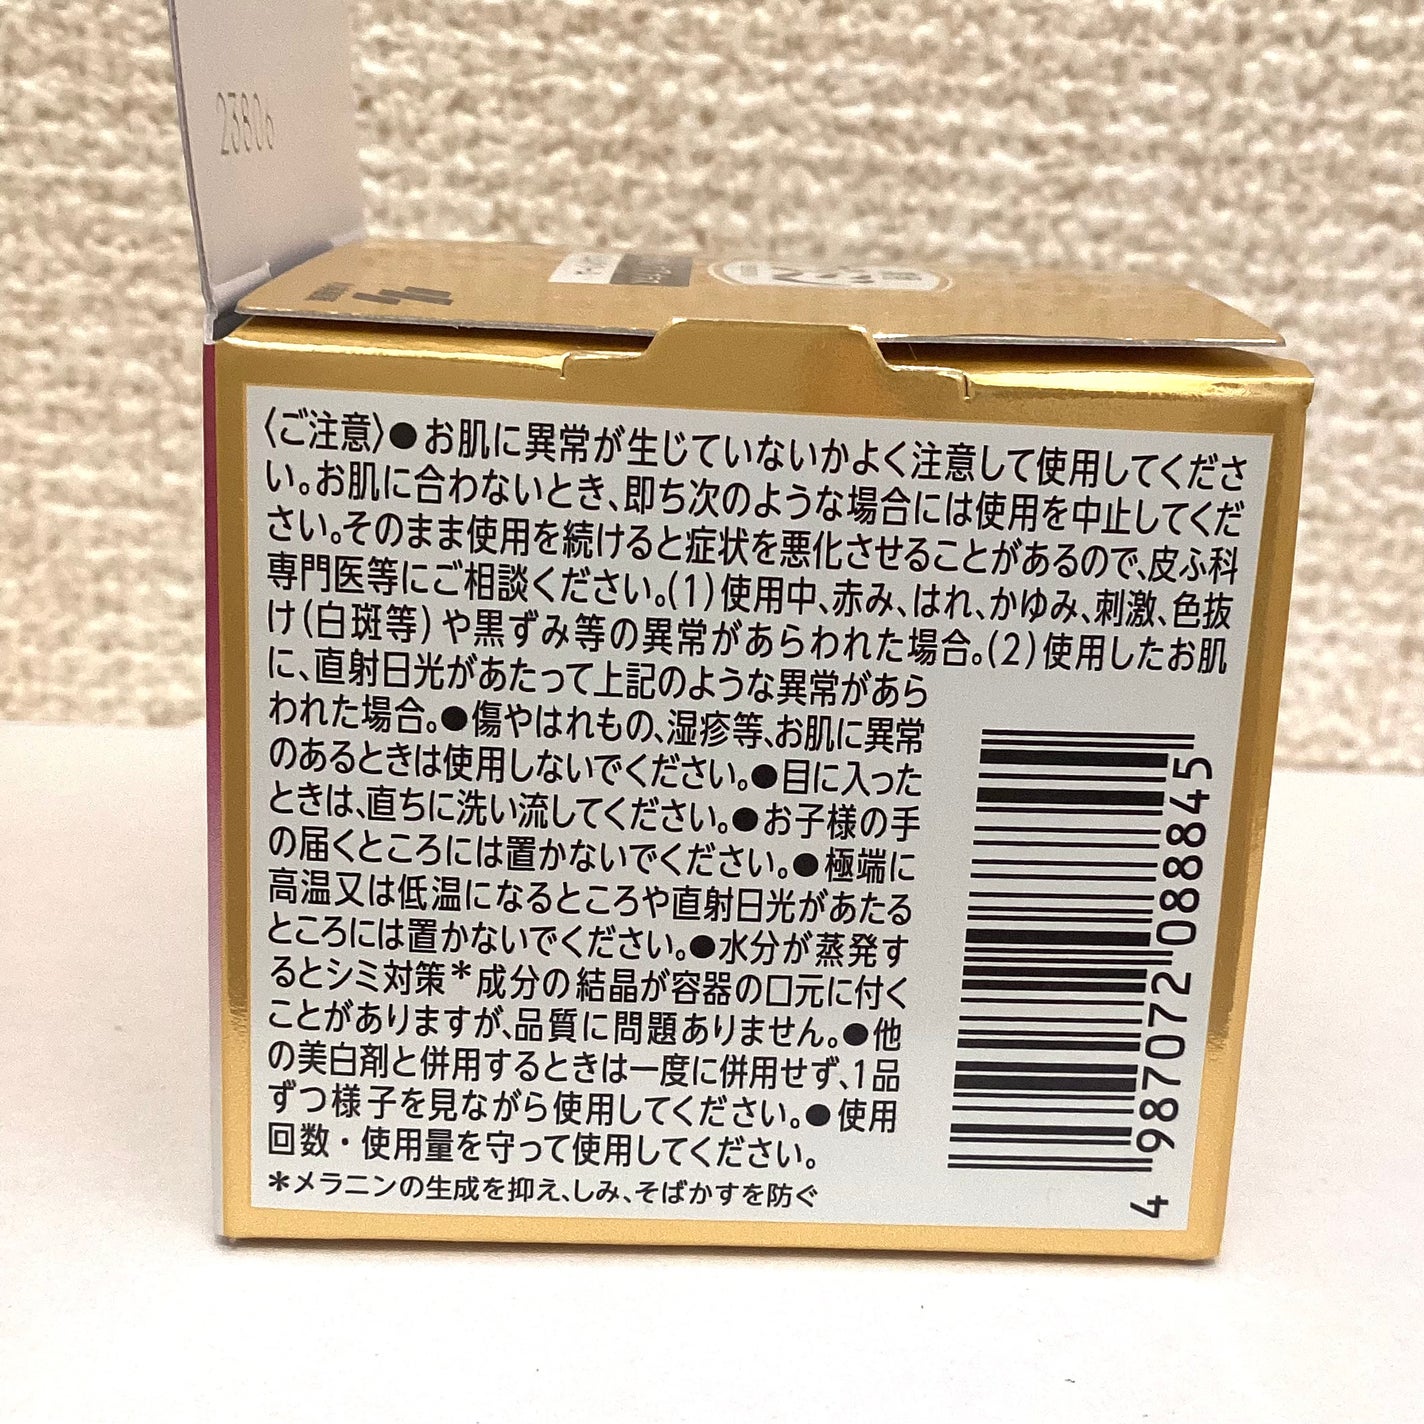 〈ご注意〉●お肌に異常が生じていないかよく注意して使用してくださ
い。お肌に合わないとき、即ち次のような場合には使用を中止してくだ
さい。そのまま使用を続けると症状を悪化させることがあるので、皮ふ科
専門医等にご相談ください。(1)使用中、赤み、はれ、かゆみ、刺激、色抜
け(白斑等)や黒ずみ等の異常があらわれた場合。(2)使用したお肌
に、直射日光があたって上記のような異常があら
われた場合。●傷やはれもの、湿疹等、お肌に異常
のあるときは使用しないでください。●目に入った
ときは、直ちに洗い流してください。●お子様の手
の届くところには置かないでください。●極端に
高温又は低温になるところや直射日光があたる
ところには置かないでください。●水分が蒸発す
るとシミ対策＊成分の結晶が容器の口元に付く
ことがありますが、品質に問題ありません。●他
の美白剤と併用するときは一度に併用せず、1品
ずつ様子を見ながら使用してください。●使用
回数・使用量を守って使用してください。
＊メラニンの生成を抑え、しみ、そばかすを防ぐ
4 987072 088845